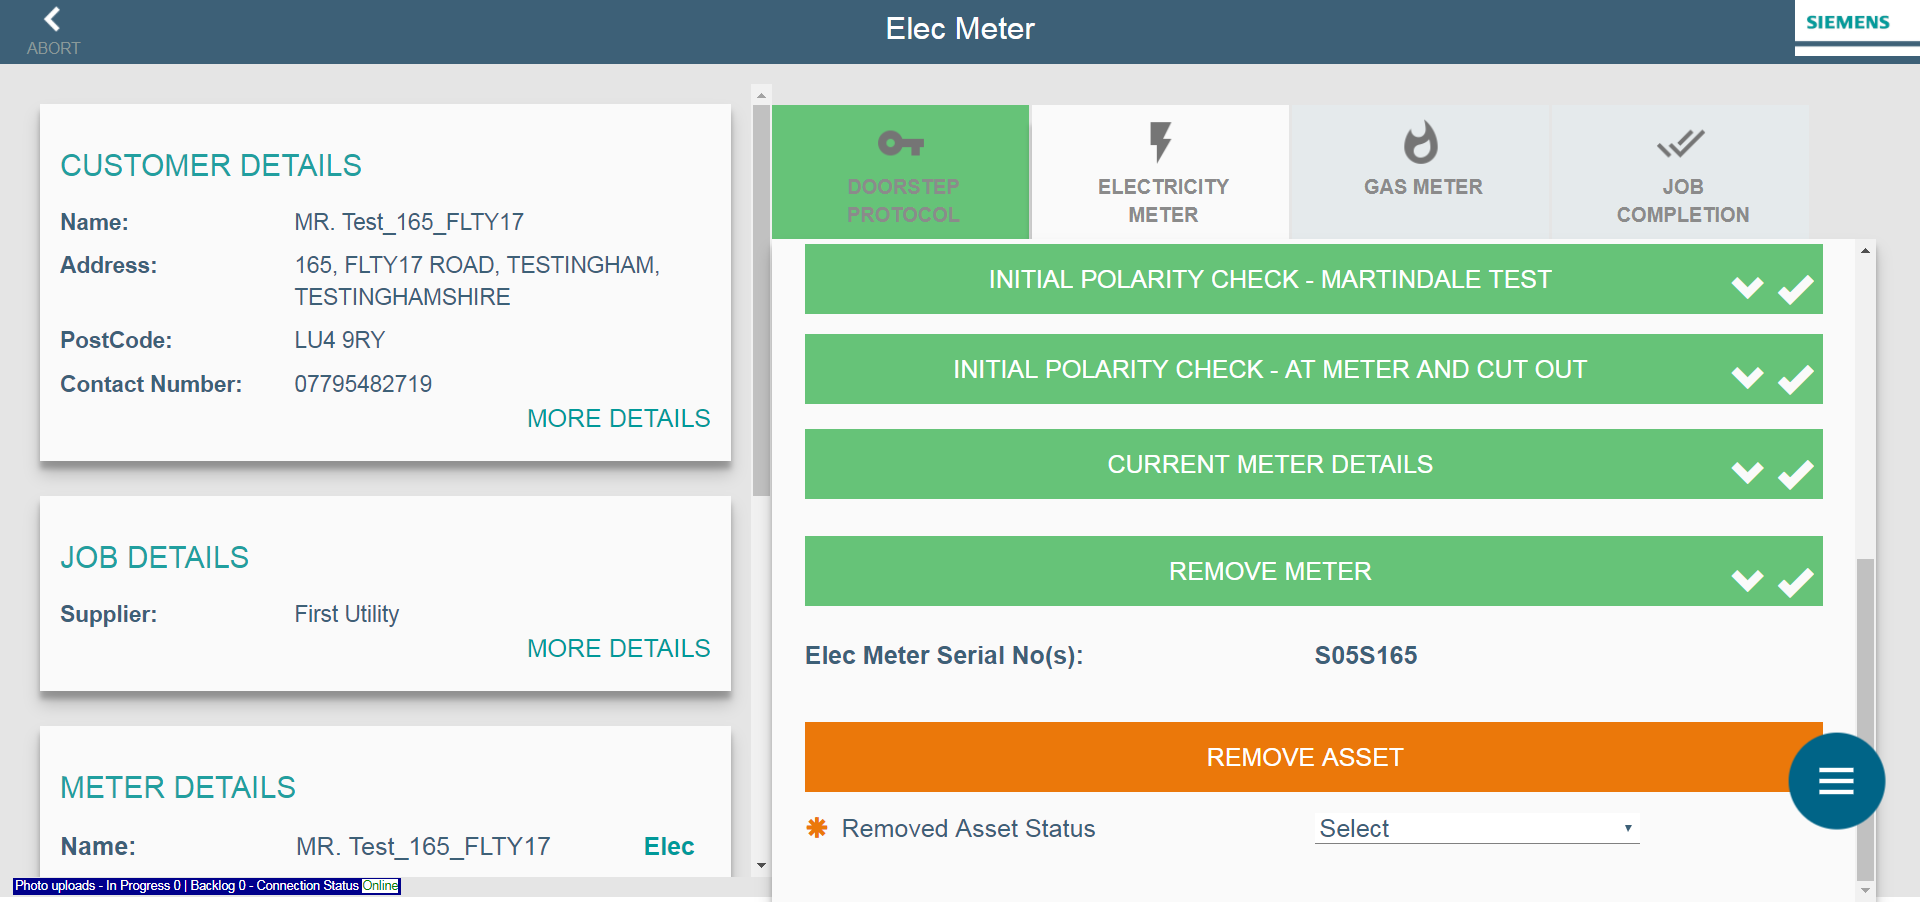 ABORT
Elec Meter
SIEMENS
CUSTOMER DETAILS
Name: MR. Test_165_FLTY17
Address: 165, FLTY17 ROAD, TESTINGHAM,
TESTINGHAMSHIRE
PostCode: LU4 9RY
Contact Number: 07795482719
MORE DETAILS
JOB DETAILS
Supplier: First Utility
MORE DETAILS
METER DETAILS
Name: MR. Test_165_FLTY17 Elec
Photo uploads - In Progress 0 | Backlog 0 - Connection Status Online
DOORSTEP
PROTOCOL
ELECTRICITY
METER
GAS METER
JOB
COMPLETION
INITIAL POLARITY CHECK - MARTINDALE TEST
INITIAL POLARITY CHECK - AT METER AND CUT OUT
CURRENT METER DETAILS
REMOVE METER
Elec Meter Serial No(s): S05S165
REMOVE ASSET
✱ Removed Asset Status Select